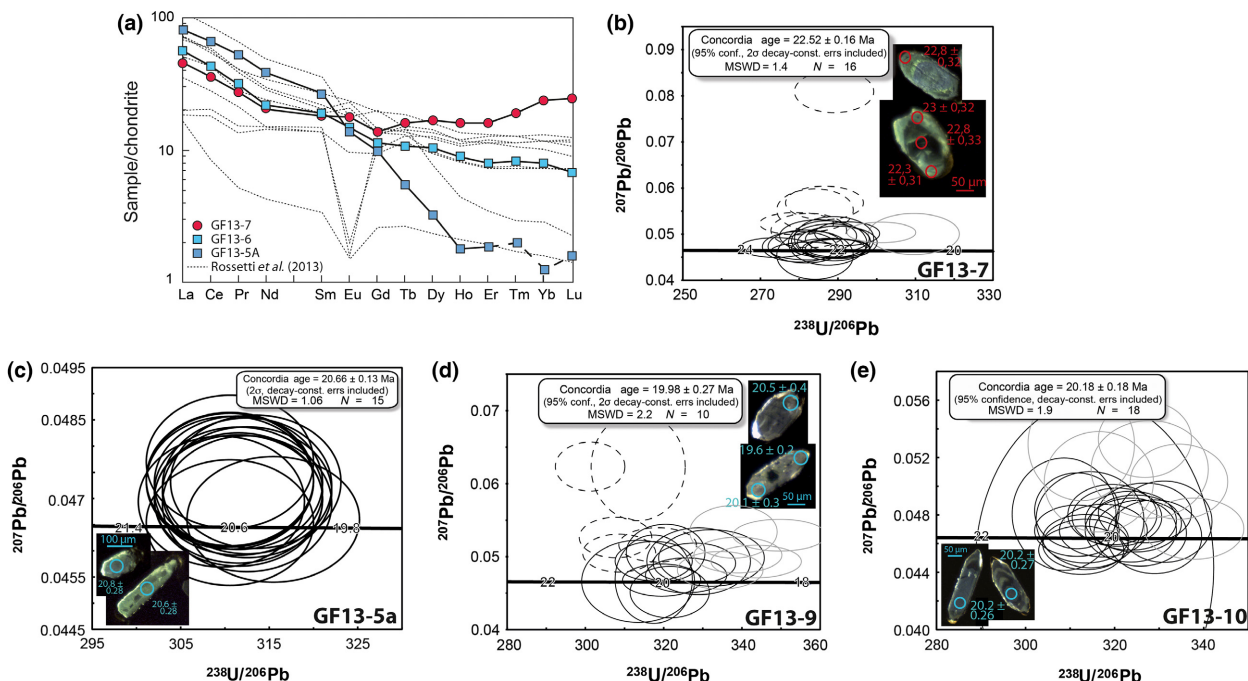 (a)
100
10
1
Sample/chondrite
GF13-7
GF13-6
GF13-5A
Rossetti et al. (2013)
La Ce Pr Nd Sm Eu Gd Tb Dy Ho Er Tm Yb Lu
(b)
Concordia age = 22.52 ± 0.16 Ma
(95% conf., 2σ decay-const. errs included)
MSWD = 1.4 N = 16
22,8 ±
0,32
23 ± 0,32
22,8
± 0,33
22,3
± 0,31
50 µm
0.09
0.08
0.07
0.06
0.05
0.04
207Pb/206Pb
24 22 20
GF13-7
250 270 290 310 330
238U/206Pb
(c)
Concordia age = 20.66 ± 0.13 Ma
(2σ, decay-const. errs included)
MSWD = 1.06 N = 15
0.0495
0.0485
0.047
0.0455
0.0445
207Pb/206Pb
21.4 20.6 19.8
100 µm
20.8 ±
0.28
20.6 ±
0.28
GF13-5a
295 305 315 325
238U/206Pb
(d)
Concordia age = 19.98 ± 0.27 Ma
(95% conf., 2σ decay-const. errs included)
MSWD = 2.2 N = 10
20.5 ± 0.4
19.6 ± 0.2
20.1 ± 0.3
50 µm
0.07
0.06
0.05
0.04
207Pb/206Pb
22 20 18
GF13-9
280 300 320 340 360
238U/206Pb
(e)
Concordia age = 20.18 ± 0.18 Ma
(95% confidence, decay-const. errs included)
MSWD = 1.9 N = 18
0.056
0.052
0.048
0.044
0.040
207Pb/206Pb
22 20
50 µm
20.2 ±
0.27
20.2 ±
0.26
GF13-10
280 300 320 340
238U/206Pb